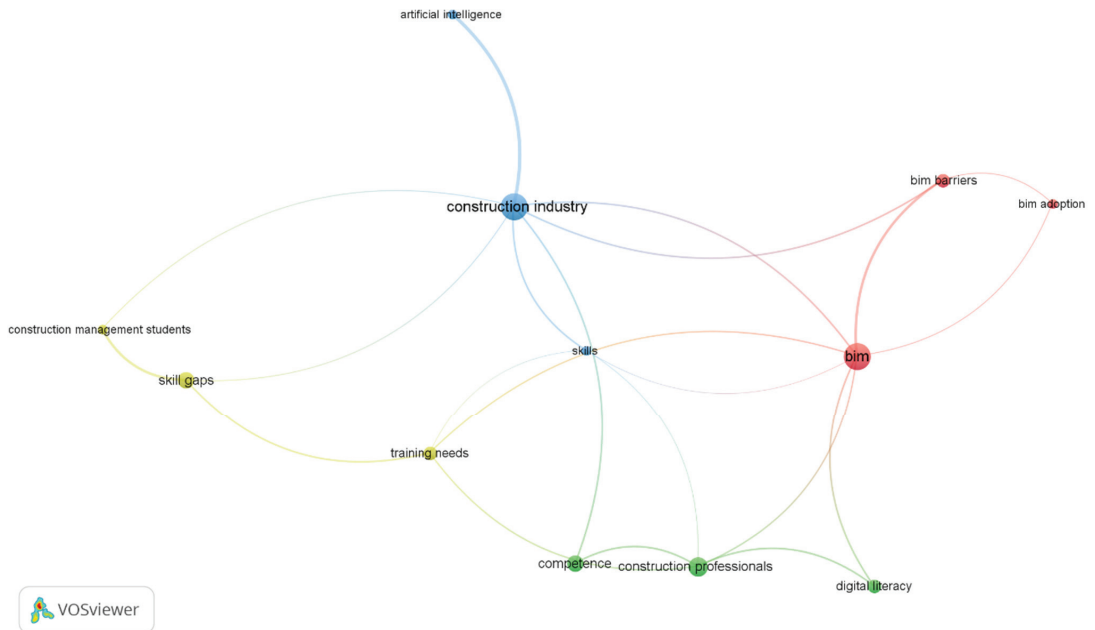 artificial intelligence
bim barriers
bim adoption
construction industry
construction management students
skills
bim
skill gaps
training needs
competence
construction professionals
digital literacy
VOSviewer